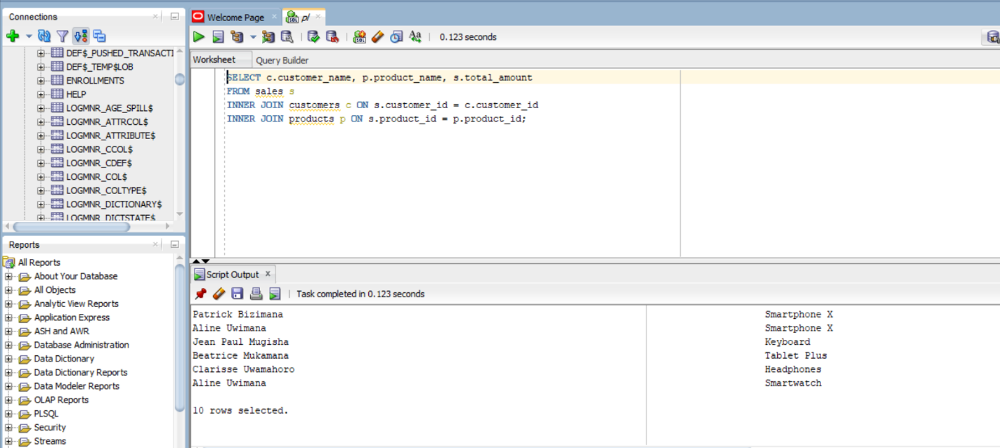 Connections
DEF$_PUSHED_TRANSACTI
DEF$_TEMP$LOB
ENROLLMENTS
HELP
LOGMNR_AGE_SPILL$
LOGMNR_ATTRCOL$
LOGMNR_ATTRIBUTE$
LOGMNR_CCOL$
LOGMNR_CDEF$
LOGMNR_COL$
LOGMNR_COLTYPE$
LOGMNR_DICTIONARY$
LOGMNR_DICTSTATE$
Reports
All Reports
About Your Database
All Objects
Analytic View Reports
Application Express
ASH and AWR
Database Administration
Data Dictionary
Data Dictionary Reports
Data Modeler Reports
OLAP Reports
PLSQL
Security
Streams
Welcome Page
SQL pl
SQL Aa 0.123 seconds
Worksheet Query Builder
SELECT c.customer_name, p.product_name, s.total_amount
FROM sales s
INNER JOIN customers c ON s.customer_id = c.customer_id
INNER JOIN products p ON s.product_id = p.product_id;
Script Output
Task completed in 0.123 seconds
Patrick Bizimana Smartphone X
Aline Uwimana Smartphone X
Jean Paul Mugisha Keyboard
Beatrice Mukamana Tablet Plus
Clarisse Uwamahoro Headphones
Aline Uwimana Smartwatch
10 rows selected.